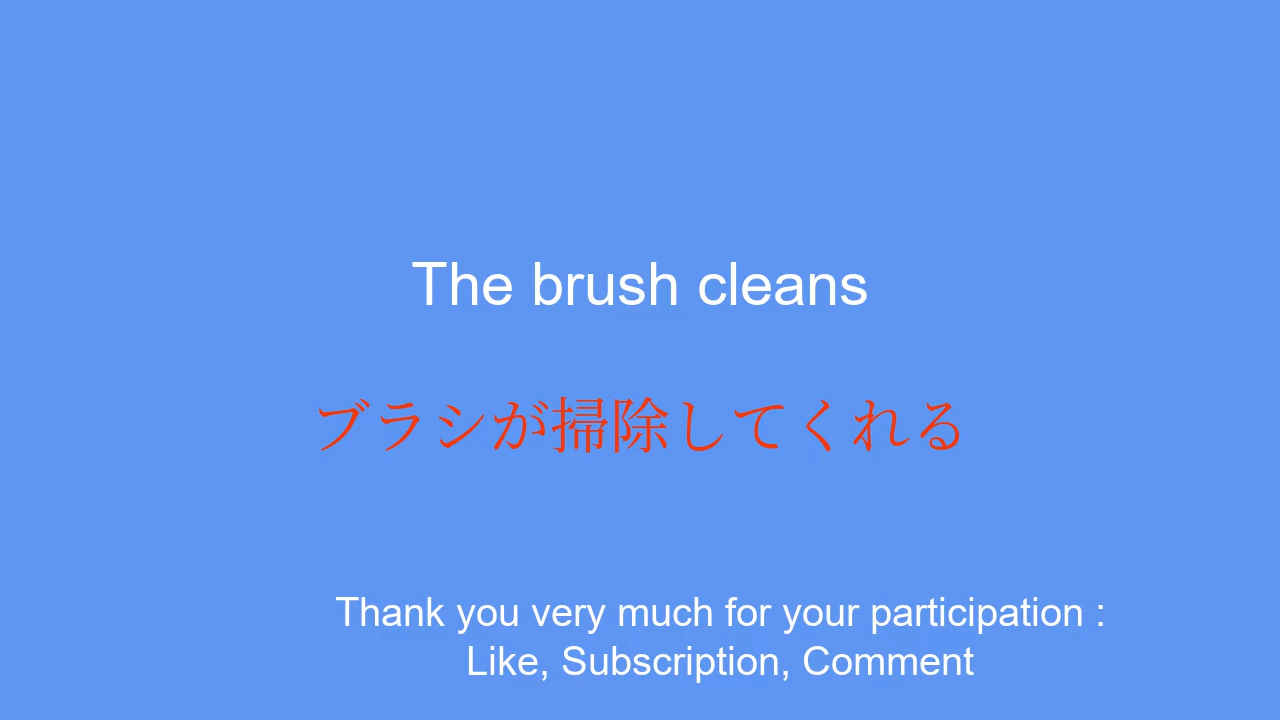 The brush cleans
ブラシが掃除してくれる
Thank you very much for your participation :
Like, Subscription, Comment